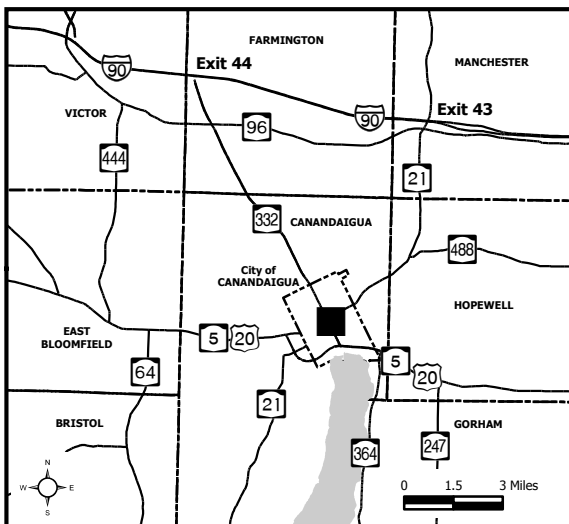 FARMINGTON
MANCHESTER
90
Exit 44
Exit 43
VICTOR
96
90
444
21
332
CANANDAIGUA
488
City of
CANANDAIGUA
HOPEWELL
EAST
BLOOMFIELD
5
20
5
20
64
21
BRISTOL
GORHAM
364
247
N
W
E
S
0
1.5
3 Miles